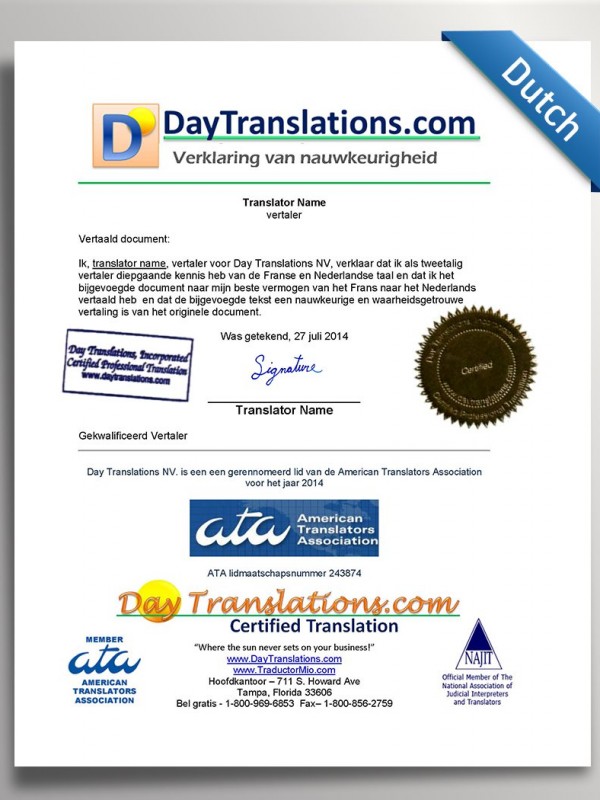 Dutch
D
DayTranslations.com
Verklaring van nauwkeurigheid
Translator Name
vertaler
Vertaald document:
Ik, translator name, vertaler voor Day Translations NV, verklaar dat ik als tweetalig
vertaler diepgaande kennis heb van de Franse en Nederlandse taal en dat ik het
bijgevoegde document naar mijn beste vermogen van het Frans naar het Nederlands
vertaald heb en dat de bijgevoegde tekst een nauwkeurige en waarheidsgetrouwe
vertaling is van het originele document.
Was getekend, 27 juli 2014
Day Translations, Incorporated
Certified Professional Translation
www.daytranslations.com
Signature
Certified
Translator Name
Gekwalificeerd Vertaler
Day Translations NV. is een een gerennomeerd lid van de American Translators Association
voor het jaar 2014
ata American
Translators
Association
ATA lidmaatschapsnummer 243874
Day Translations.com
Certified Translation
"Where the sun never sets on your business!"
www.DayTranslations.com
www.TraductorMio.com
Hoofdkantoor – 711 S. Howard Ave
Tampa, Florida 33606
Bel gratis - 1-800-969-6853 Fax– 1-800-856-2759
MEMBER
ata
AMERICAN
TRANSLATORS
ASSOCIATION
NAJIT
Official Member of The
National Association of
Judicial Interpreters
and Translators